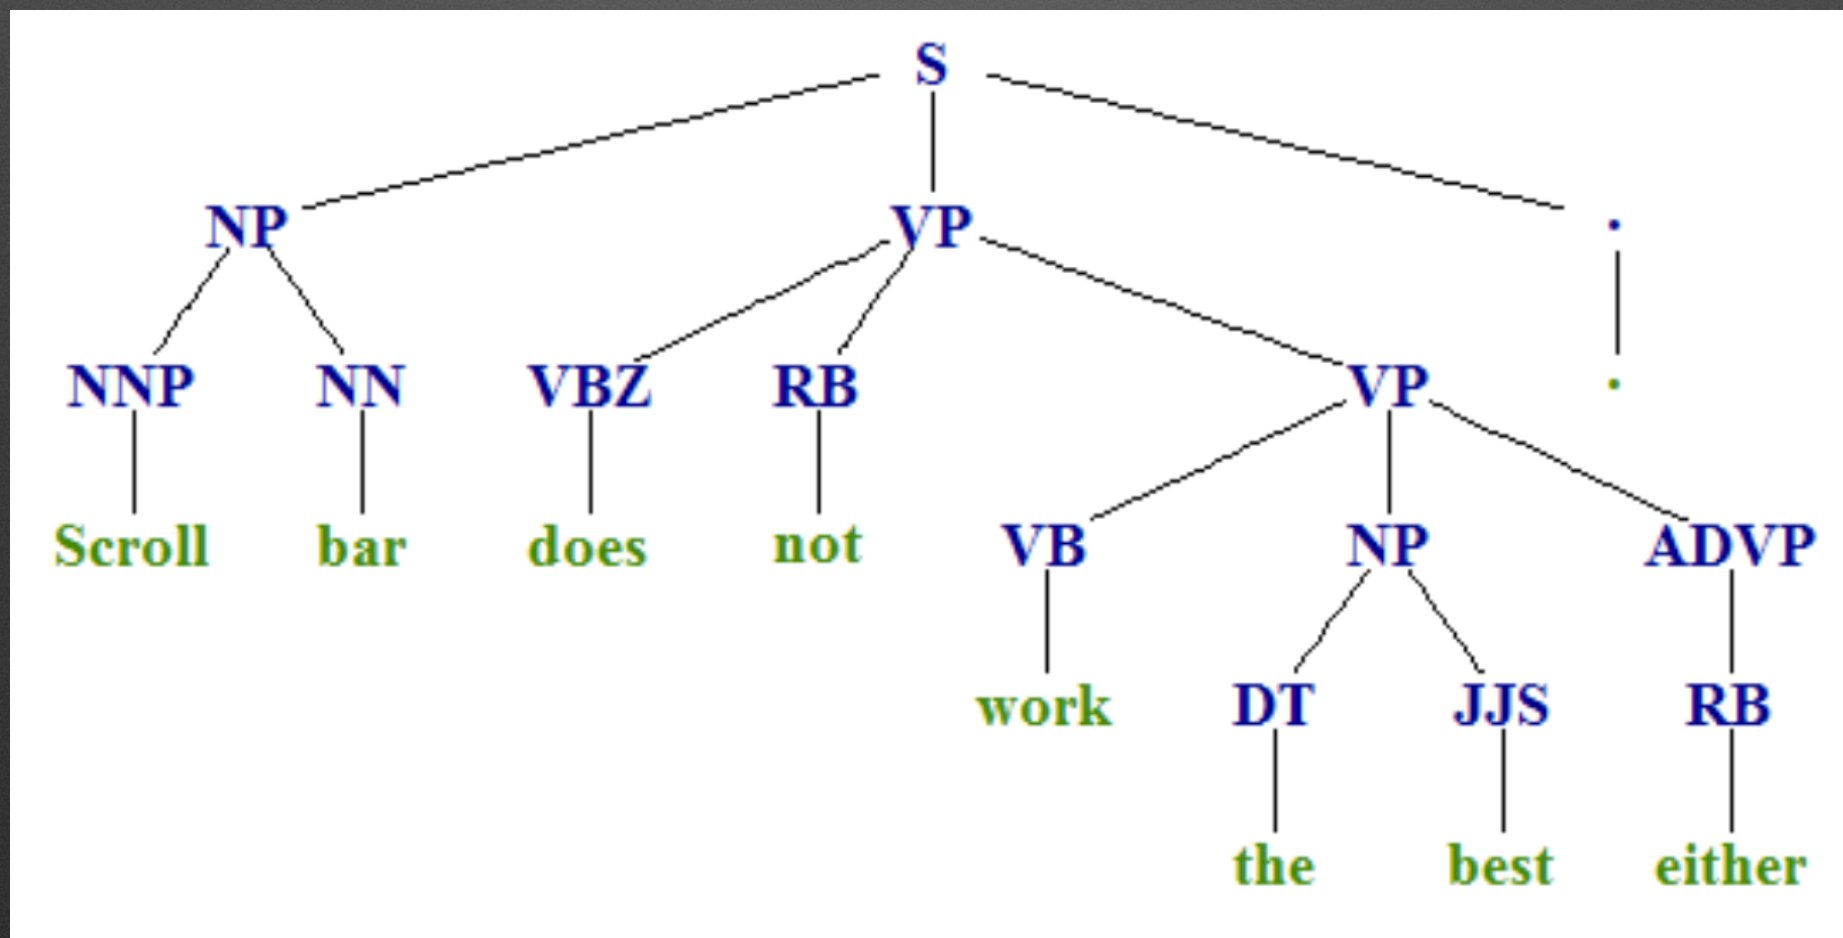 S
NP VP .
NNP NN VBZ RB VP .
Scroll bar does not VB NP ADVP
work DT JJS RB
the best either